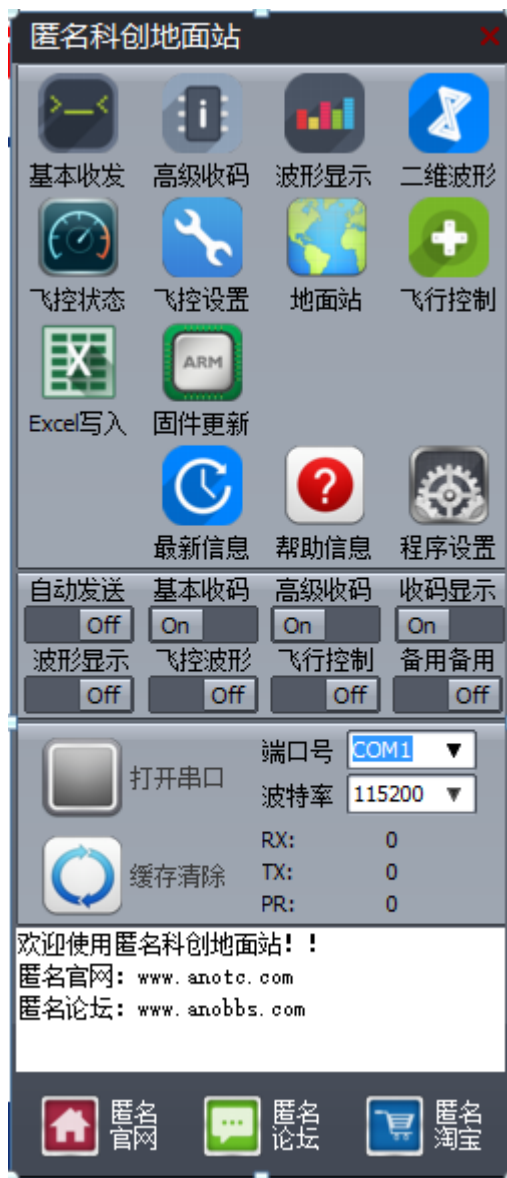 匿名科创地面站
>_<
i
基本收发 高级收码 波形显示 二维波形
飞控状态 飞控设置 地面站 飞行控制
X
ARM
Excel写入 固件更新
?
最新信息 帮助信息 程序设置
自动发送 基本收码 高级收码 收码显示
Off On On On
波形显示 飞控波形 飞行控制 备用备用
Off Off Off Off
端口号 COM1
打开串口
波特率 115200
RX: 0
缓存清除 TX: 0
PR: 0
欢迎使用匿名科创地面站！！
匿名官网：www.anotc.com
匿名论坛：www.anobbs.com
匿名官网 匿名论坛 匿名淘宝